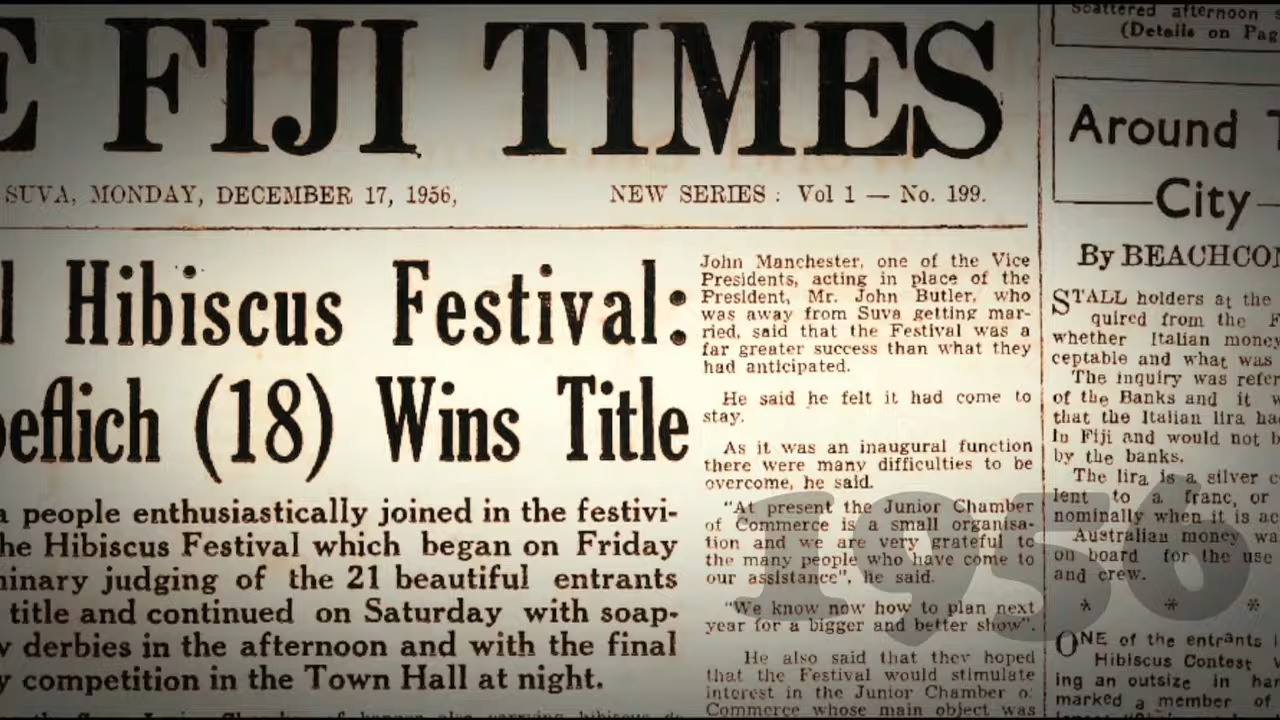 E FIJI TIMES
SUVA, MONDAY, DECEMBER 17, 1956,
NEW SERIES : Vol 1 — No. 199.
l Hibiscus Festival:
oeflich (18) Wins Title
a people enthusiastically joined in the festivi-
he Hibiscus Festival which began on Friday
minary judging of the 21 beautiful entrants
title and continued on Saturday with soap-
y derbies in the afternoon and with the final
y competition in the Town Hall at night.
John Manchester, one of the Vice
Presidents, acting in place of the
President, Mr. John Butler, who
was away from Suva getting mar-
ried, said that the Festival was a
far greater success than what they
had anticipated.
He said he felt it had come to
stay.
As it was an inaugural function
there were many difficulties to be
overcome, he said.
"At present the Junior Chamber
of Commerce is a small organisa-
tion and we are very grateful to
the many people who have come to
our assistance", he said.
"We know now how to plan next
year for a bigger and better show".
He also said that they hoped
that the Festival would stimulate
interest in the Junior Chamber o
Commerce whose main object was
Scattered afternoon s
(Details on Pag
Around T
City
By BEACHCO
STALL holders at the
quired from the F
whether Italian money
ceptable and what was
The inquiry was refer
of the Banks and it w
that the Italian lira ha
in Fiji and would not b
by the banks.
The lira is a silver c
lent to a franc, or
nominally when it is ac
Australian money wa
on board for the use
and crew.
* * *
ONE of the entrants i
Hibiscus Contest w
ing an outsize in har
marked a member of
1956